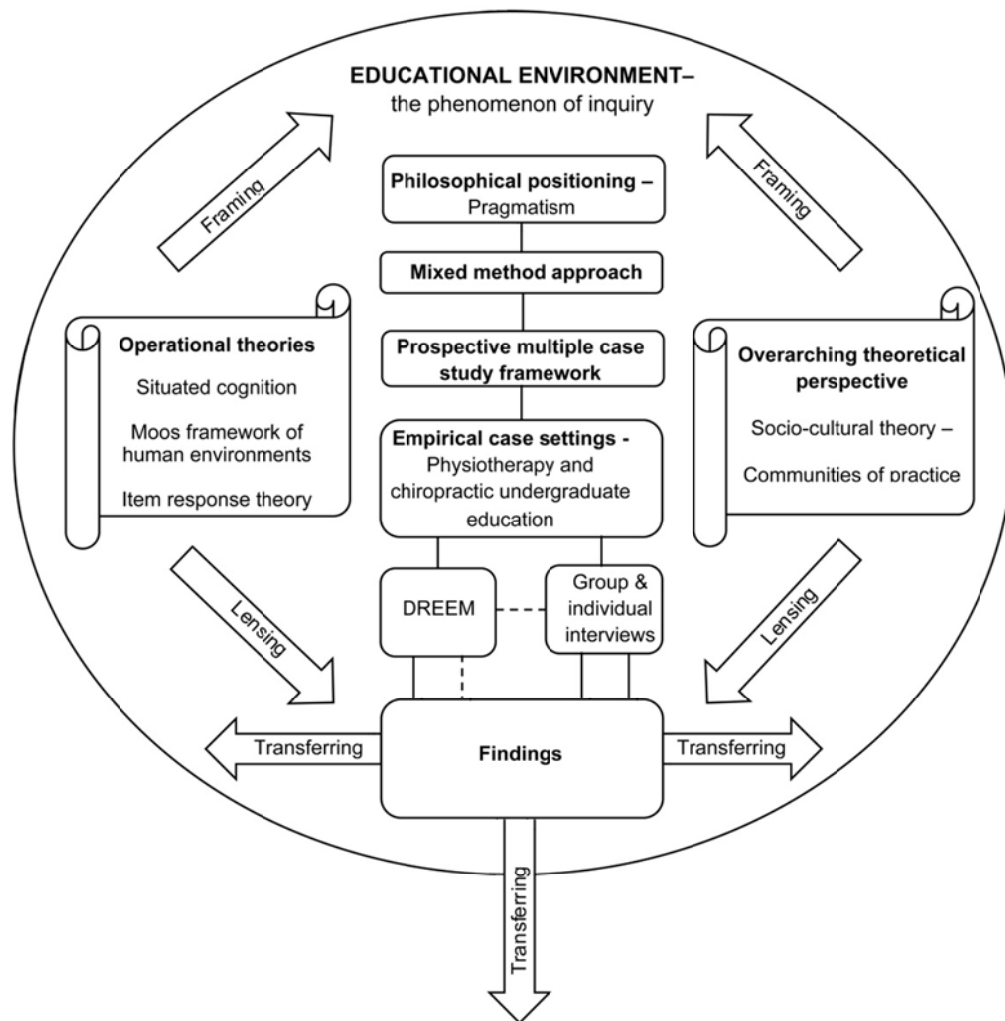 EDUCATIONAL ENVIRONMENT–
the phenomenon of inquiry
Framing
Framing
Philosophical positioning –
Pragmatism
Mixed method approach
Prospective multiple case
study framework
Operational theories
Situated cognition
Moos framework of
human environments
Item response theory
Overarching theoretical
perspective
Socio-cultural theory –
Communities of practice
Empirical case settings -
Physiotherapy and
chiropractic undergraduate
education
DREEM
Group &
individual
interviews
Lensing
Lensing
Transferring
Findings
Transferring
Transferring